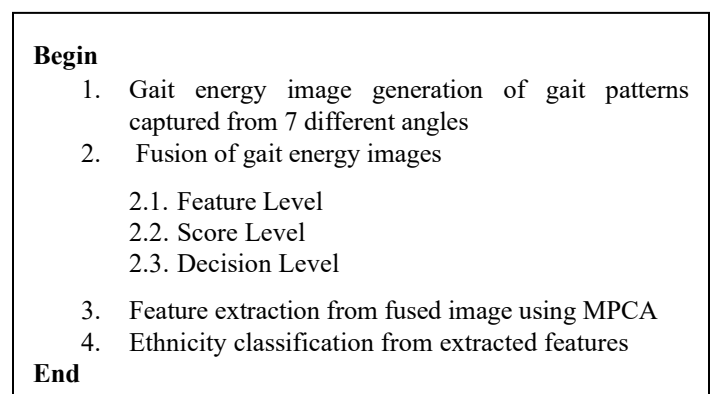 Begin
1. Gait energy image generation of gait patterns
captured from 7 different angles
2. Fusion of gait energy images
2.1. Feature Level
2.2. Score Level
2.3. Decision Level
3. Feature extraction from fused image using MPCA
4. Ethnicity classification from extracted features
End